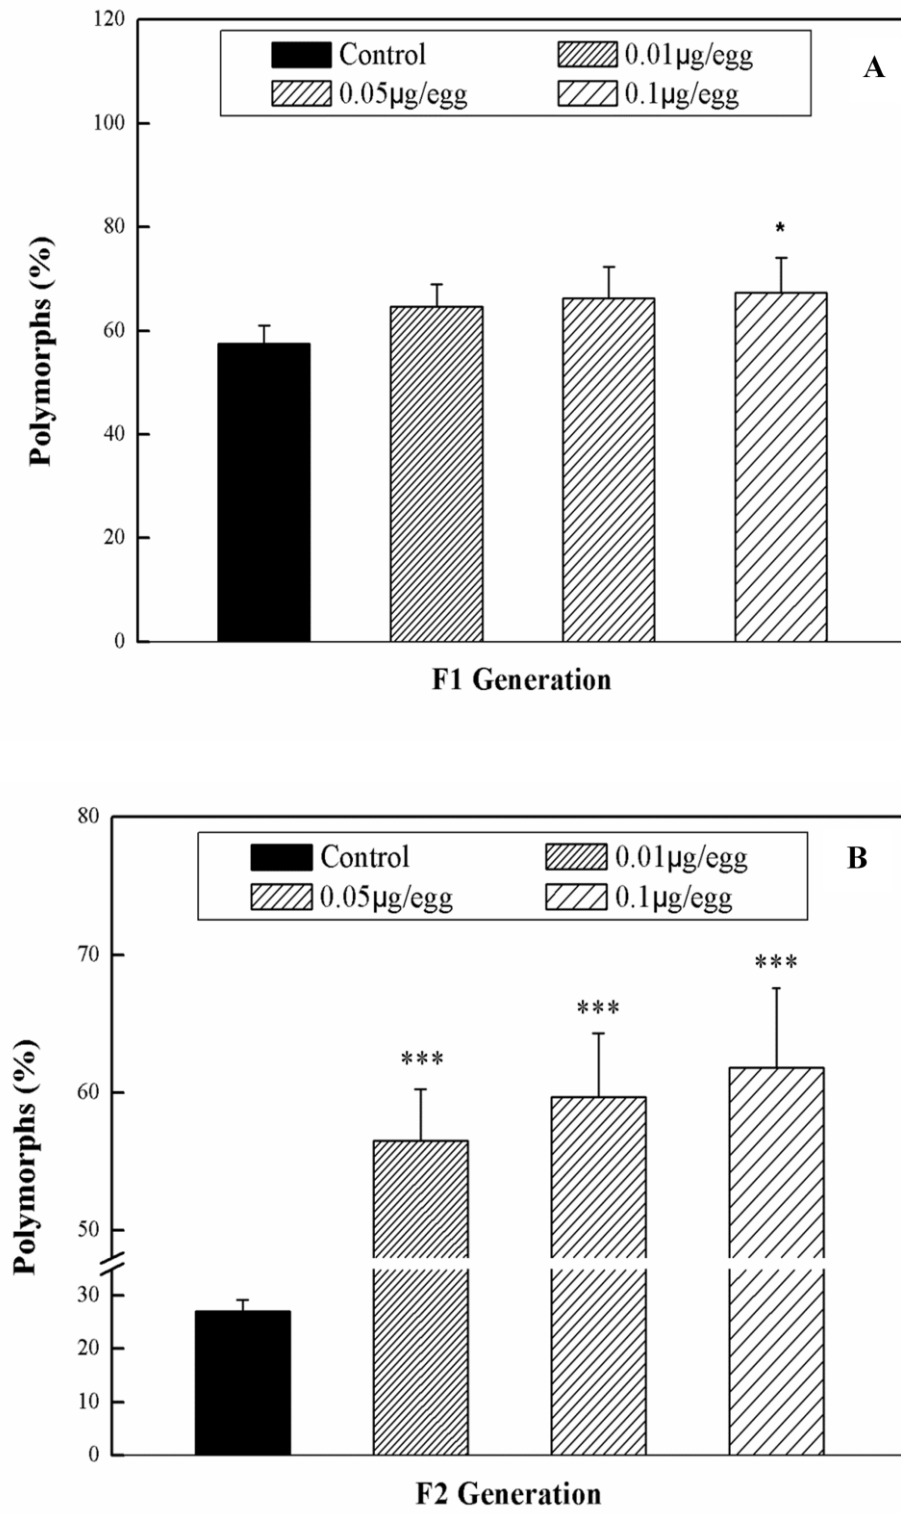 120
Control 0.01µg/egg
0.05µg/egg 0.1µg/egg
A
100
80
*
60
40
20
0
Polymorphs (%)
F1 Generation
80
Control 0.01µg/egg
0.05µg/egg 0.1µg/egg
B
70
***
***
***
60
50
30
20
10
0
Polymorphs (%)
F2 Generation